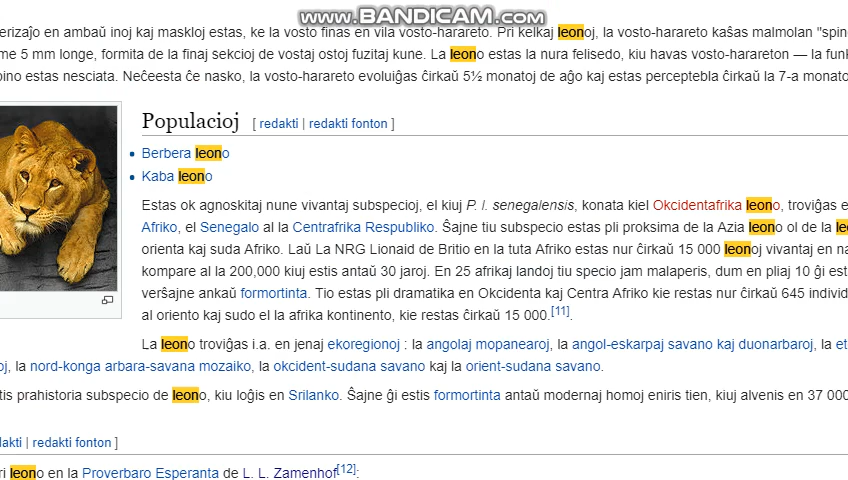 www.BANDICAM.com
erizaĵo en ambaŭ inoj kaj maskloj estas, ke la vosto finas en vila vosto-harareto. Pri kelkaj leonoj, la vosto-harareto kaŝas malmolan "spin
me 5 mm longe, formita de la finaj sekcioj de vostaj ostoj fuzitaj kune. La leono estas la nura felisedo, kiu havas vosto-harareton — la funk
pino estas nesciata. Neĉeesta ĉe nasko, la vosto-harareto evoluiĝas ĉirkaŭ 5½ monatoj de aĝo kaj estas perceptebla ĉirkaŭ la 7-a monato
Populacioj [ redakti | redakti fonton ]
Berbera leono
Kaba leono
Estas ok agnoskitaj nune vivantaj subspecioj, el kiuj P. l. senegalensis, konata kiel Okcidentafrika leono, troviĝas e
Afriko, el Senegalo al la Centrafrika Respubliko. Ŝajne tiu subspecio estas pli proksima de la Azia leono ol de la le
orienta kaj suda Afriko. Laŭ La NRG Lionaid de Britio en la tuta Afriko estas nur ĉirkaŭ 15 000 leonoj vivantaj en na
kompare al la 200,000 kiuj estis antaŭ 30 jaroj. En 25 afrikaj landoj tiu specio jam malaperis, dum en pliaj 10 ĝi est
verŝajne ankaŭ formortinta. Tio estas pli dramatika en Okcidenta kaj Centra Afriko kie restas nur ĉirkaŭ 645 individ
al oriento kaj sudo el la afrika kontinento, kie restas ĉirkaŭ 15 000.[11].
La leono troviĝas i.a. en jenaj ekoregionoj : la angolaj mopanearoj, la angol-eskarpaj savano kaj duonarbaroj, la et
oj, la nord-konga arbara-savana mozaiko, la okcident-sudana savano kaj la orient-sudana savano.
tis prahistoria subspecio de leono, kiu loĝis en Srilanko. Ŝajne ĝi estis formortinta antaŭ modernaj homoj eniris tien, kiuj alvenis en 37 000
dakti | redakti fonton ]
ri leono en la Proverbaro Esperanta de L. L. Zamenhof[12]: